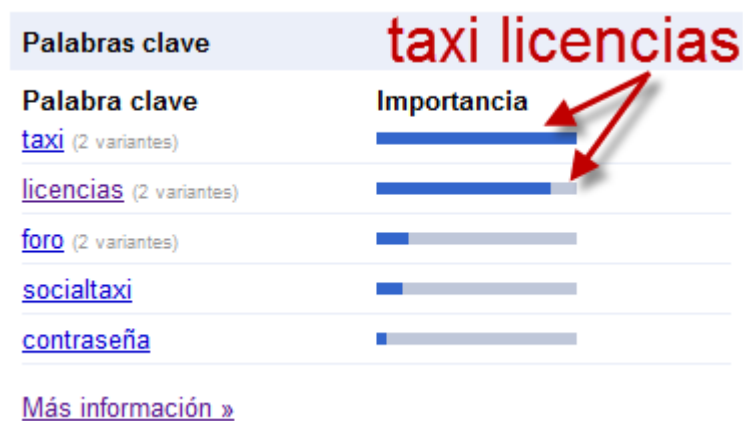 Palabras clave taxi licencias
Palabra clave Importancia
taxi (2 variantes)
licencias (2 variantes)
foro (2 variantes)
socialtaxi
contraseña
Más información »